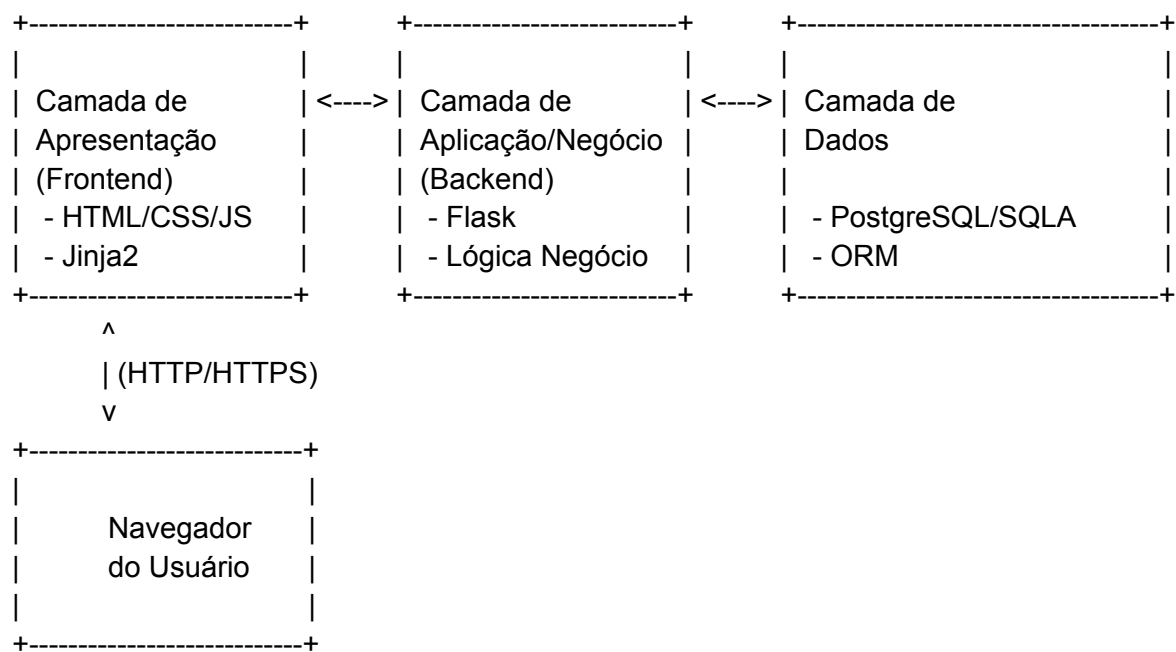 +---------------------------+ +---------------------------+ +-------------------------------------+
| | | | | |
| Camada de | <----> | Camada de | <----> | Camada de |
| Apresentação | | Aplicação/Negócio | | Dados |
| (Frontend) | | (Backend) | | |
| - HTML/CSS/JS | | - Flask | | - PostgreSQL/SQLA |
| - Jinja2 | | - Lógica Negócio | | - ORM |
+---------------------------+ +---------------------------+ +-------------------------------------+
^
| (HTTP/HTTPS)
v
+----------------------------+
| |
| Navegador |
| do Usuário |
| |
+----------------------------+